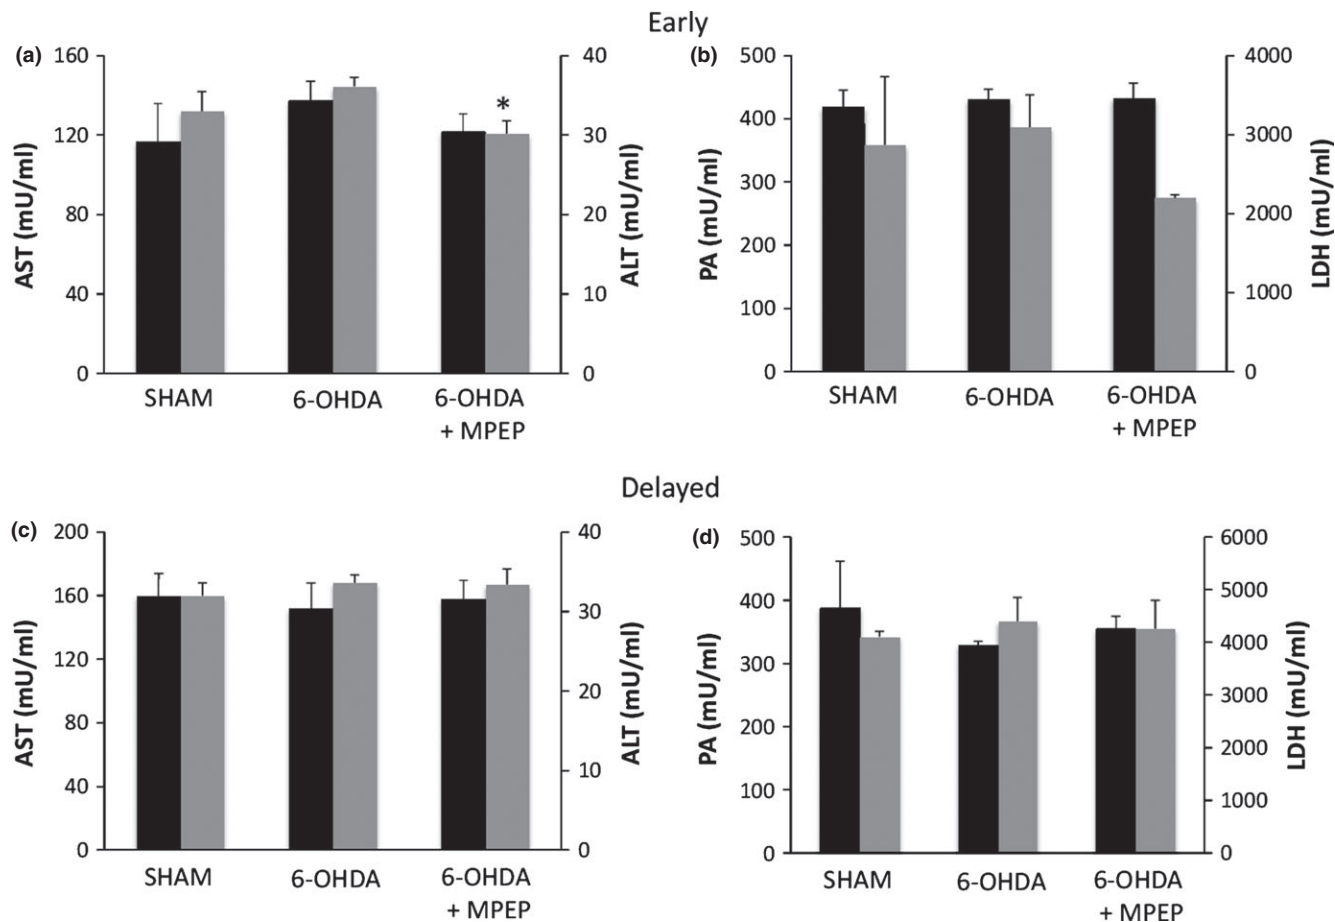 Early
(a)
160
120
80
40
0
AST (mU/ml)
40
30
20
10
0
ALT (mU/ml)
*
SHAM
6-OHDA
6-OHDA
+ MPEP
(b)
500
400
300
200
100
0
PA (mU/ml)
4000
3000
2000
1000
0
LDH (mU/ml)
SHAM
6-OHDA
6-OHDA
+ MPEP
Delayed
(c)
200
160
120
80
40
0
AST (mU/ml)
40
30
20
10
0
ALT (mU/ml)
SHAM
6-OHDA
6-OHDA
+ MPEP
(d)
500
400
300
200
100
0
PA (mU/ml)
6000
5000
4000
3000
2000
1000
0
LDH (mU/ml)
SHAM
6-OHDA
6-OHDA
+ MPEP